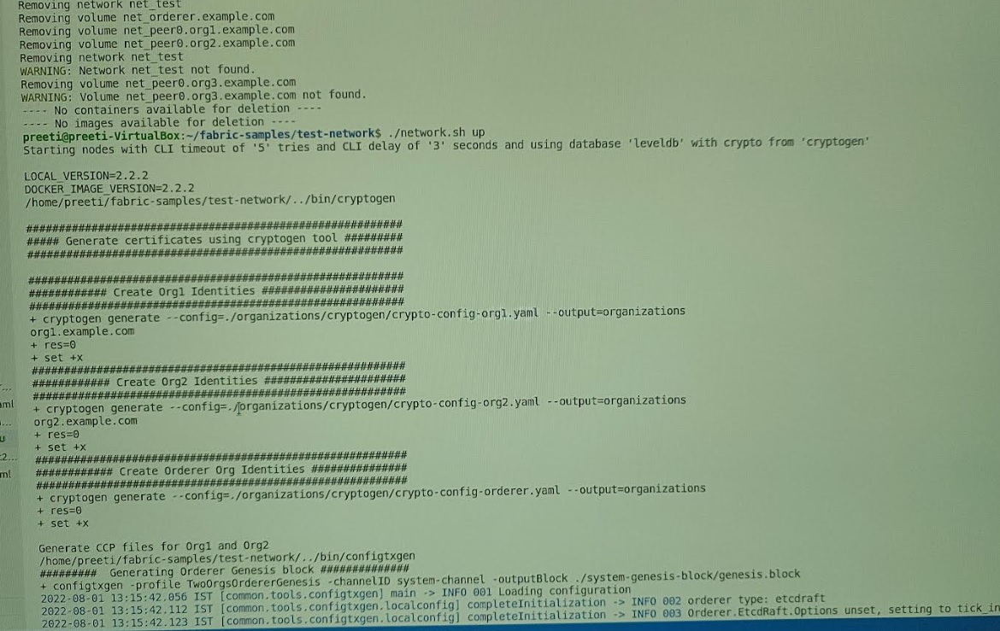 Removing network net_test
Removing volume net_orderer.example.com
Removing volume net_peer0.org1.example.com
Removing volume net_peer0.org2.example.com
Removing network net_test
WARNING: Network net_test not found.
Removing volume net_peer0.org3.example.com
WARNING: Volume net_peer0.org3.example.com not found.
---- No containers available for deletion ----
---- No images available for deletion ----
preeti@preeti-VirtualBox:~/fabric-samples/test-network$ ./network.sh up
Starting nodes with CLI timeout of '5' tries and CLI delay of '3' seconds and using database 'leveldb' with crypto from 'cryptogen'
LOCAL_VERSION=2.2.2
DOCKER_IMAGE_VERSION=2.2.2
/home/preeti/fabric-samples/test-network/../bin/cryptogen
##########################################################
##### Generate certificates using cryptogen tool #########
##########################################################
##########################################################
############ Create Org1 Identities ######################
##########################################################
+ cryptogen generate --config=./organizations/cryptogen/crypto-config-org1.yaml --output=organizations
org1.example.com
+ res=0
+ set +x
##########################################################
############ Create Org2 Identities ######################
##########################################################
+ cryptogen generate --config=./organizations/cryptogen/crypto-config-org2.yaml --output=organizations
org2.example.com
+ res=0
+ set +x
##########################################################
############ Create Orderer Org Identities ###############
##########################################################
+ cryptogen generate --config=./organizations/cryptogen/crypto-config-orderer.yaml --output=organizations
+ res=0
+ set +x
Generate CCP files for Org1 and Org2
/home/preeti/fabric-samples/test-network/../bin/configtxgen
#########  Generating Orderer Genesis block ##############
+ configtxgen -profile TwoOrgsOrdererGenesis -channelID system-channel -outputBlock ./system-genesis-block/genesis.block
2022-08-01 13:15:42.056 IST [common.tools.configtxgen] main -> INFO 001 Loading configuration
2022-08-01 13:15:42.112 IST [common.tools.configtxgen.localconfig] completeInitialization -> INFO 002 orderer type: etcdraft
2022-08-01 13:15:42.123 IST [common.tools.configtxgen.localconfig] completeInitialization -> INFO 003 Orderer.EtcdRaft.Options unset, setting to tick_in